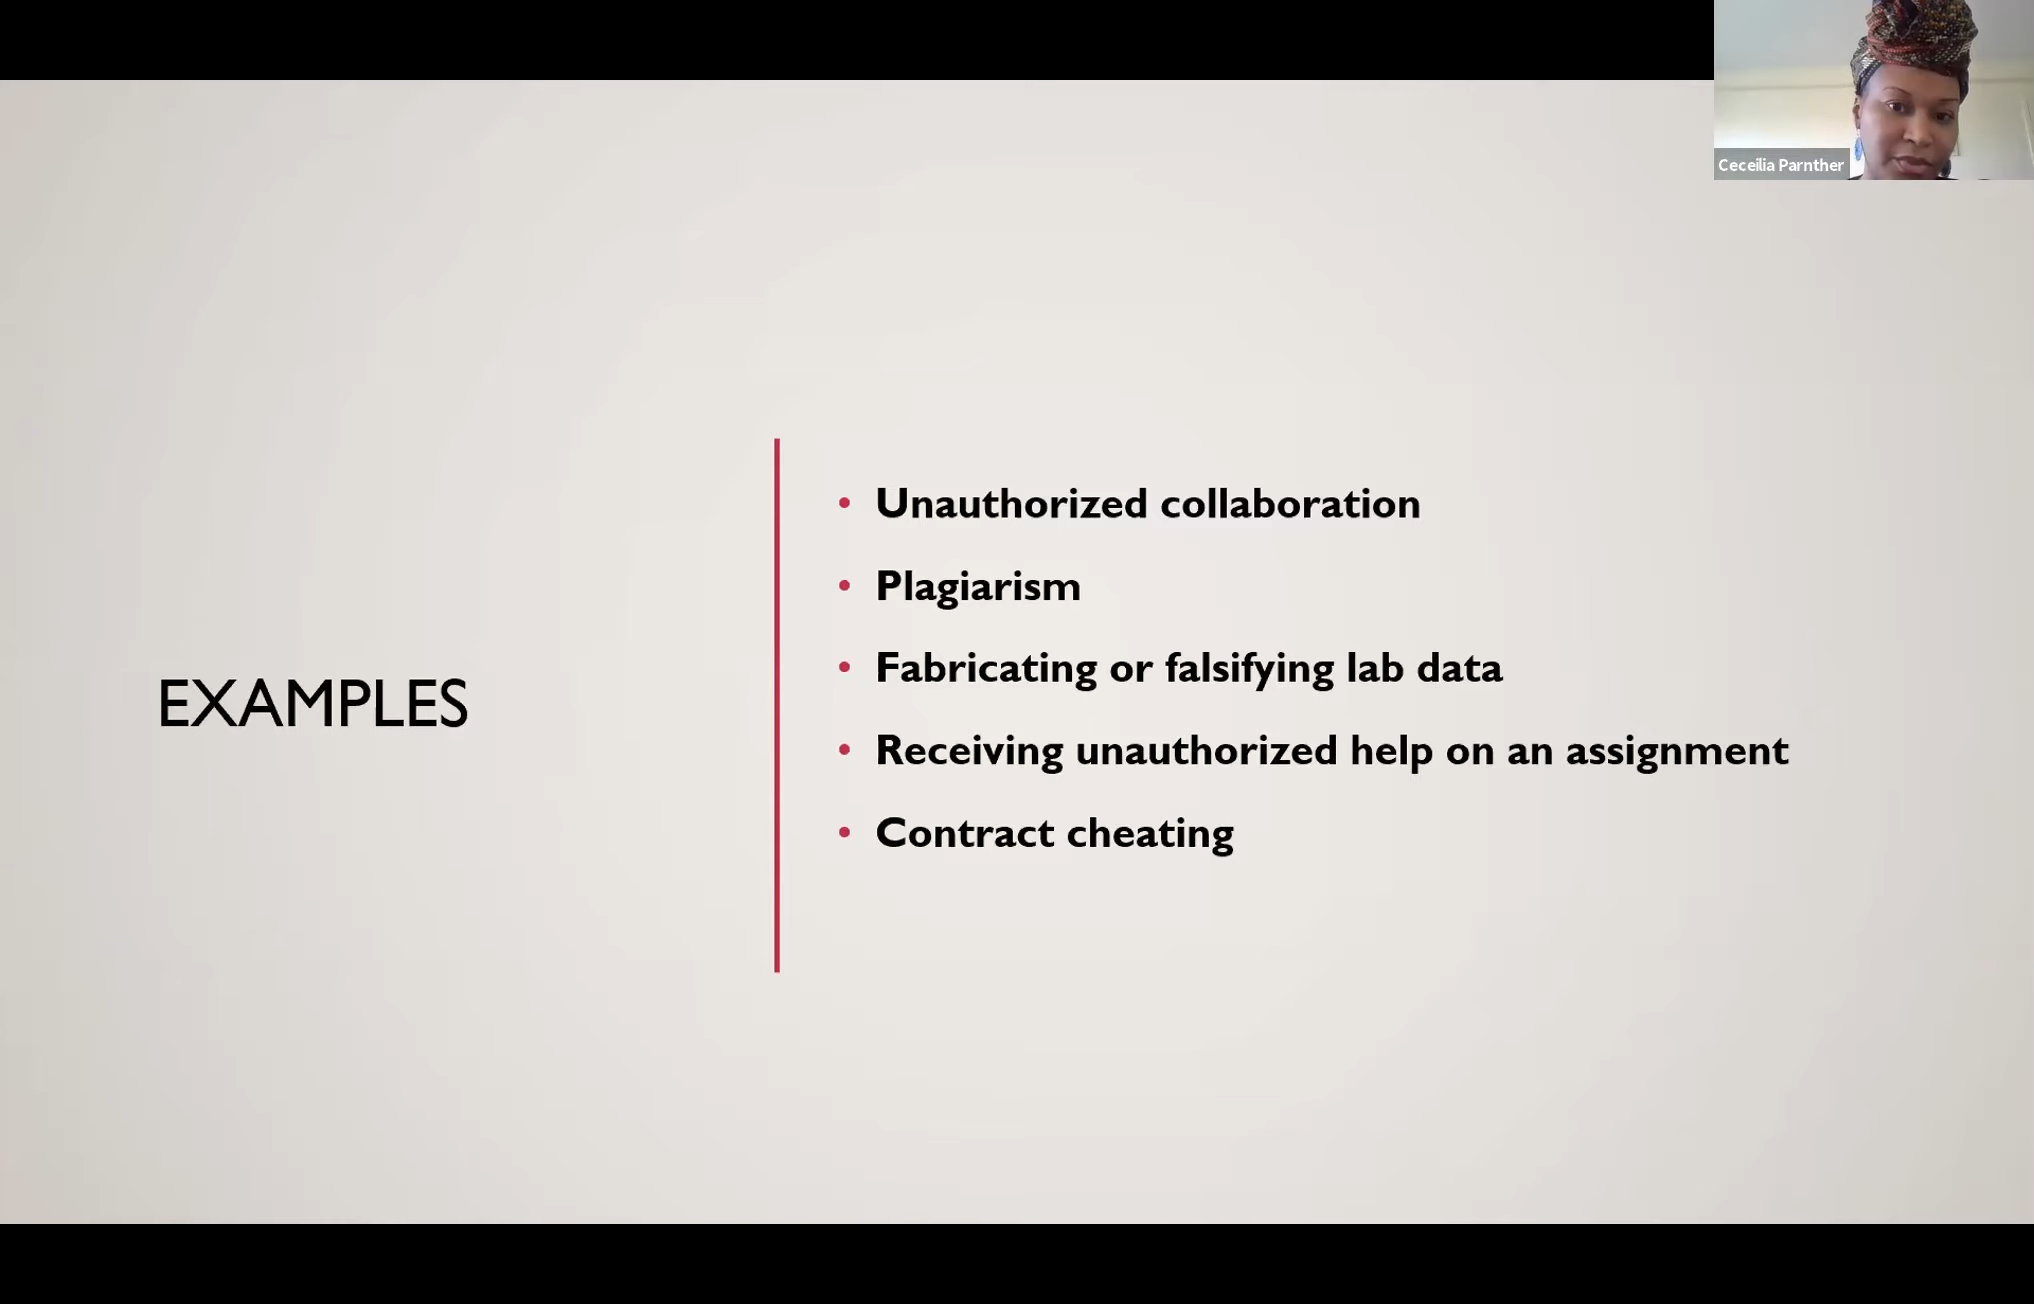 Ceceilia Parnther
EXAMPLES
• Unauthorized collaboration
• Plagiarism
• Fabricating or falsifying lab data
• Receiving unauthorized help on an assignment
• Contract cheating